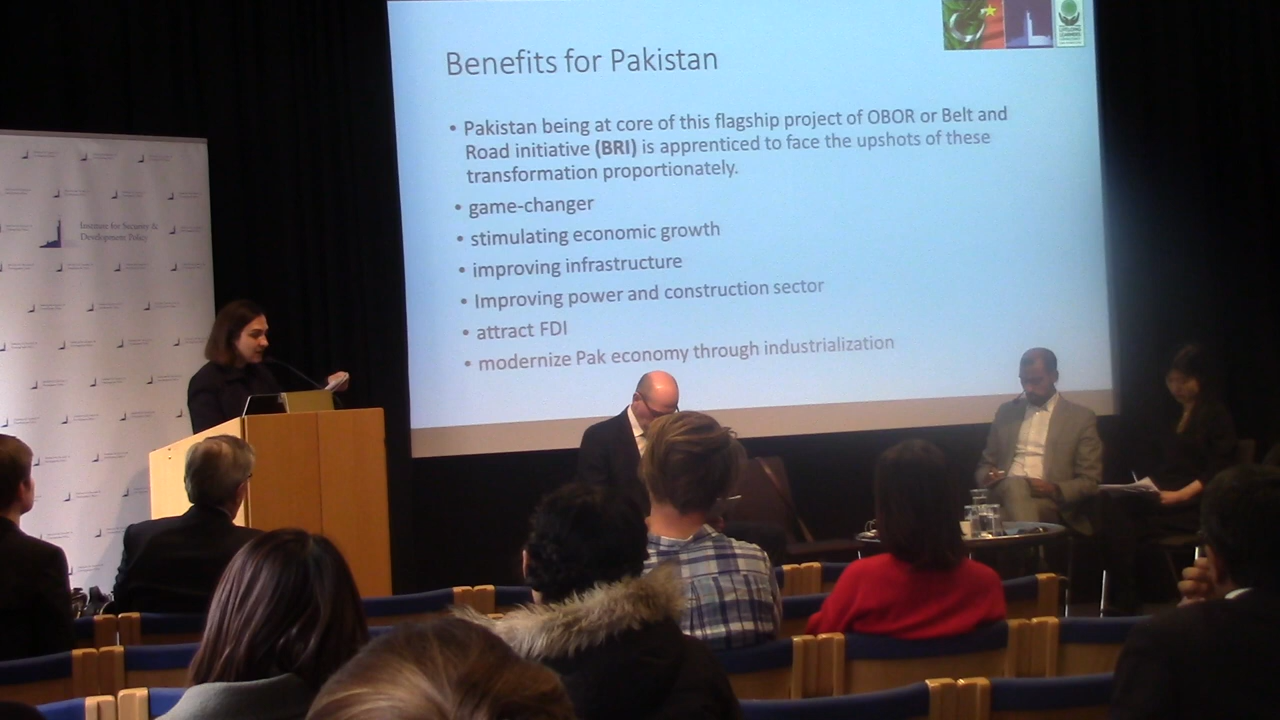 Benefits for Pakistan
• Pakistan being at core of this flagship project of OBOR or Belt and
Road initiative (BRI) is apprenticed to face the upshots of these
transformation proportionately.
• game-changer
• stimulating economic growth
• improving infrastructure
• Improving power and construction sector
• attract FDI
• modernize Pak economy through industrialization
Institute for Security &
Development Policy